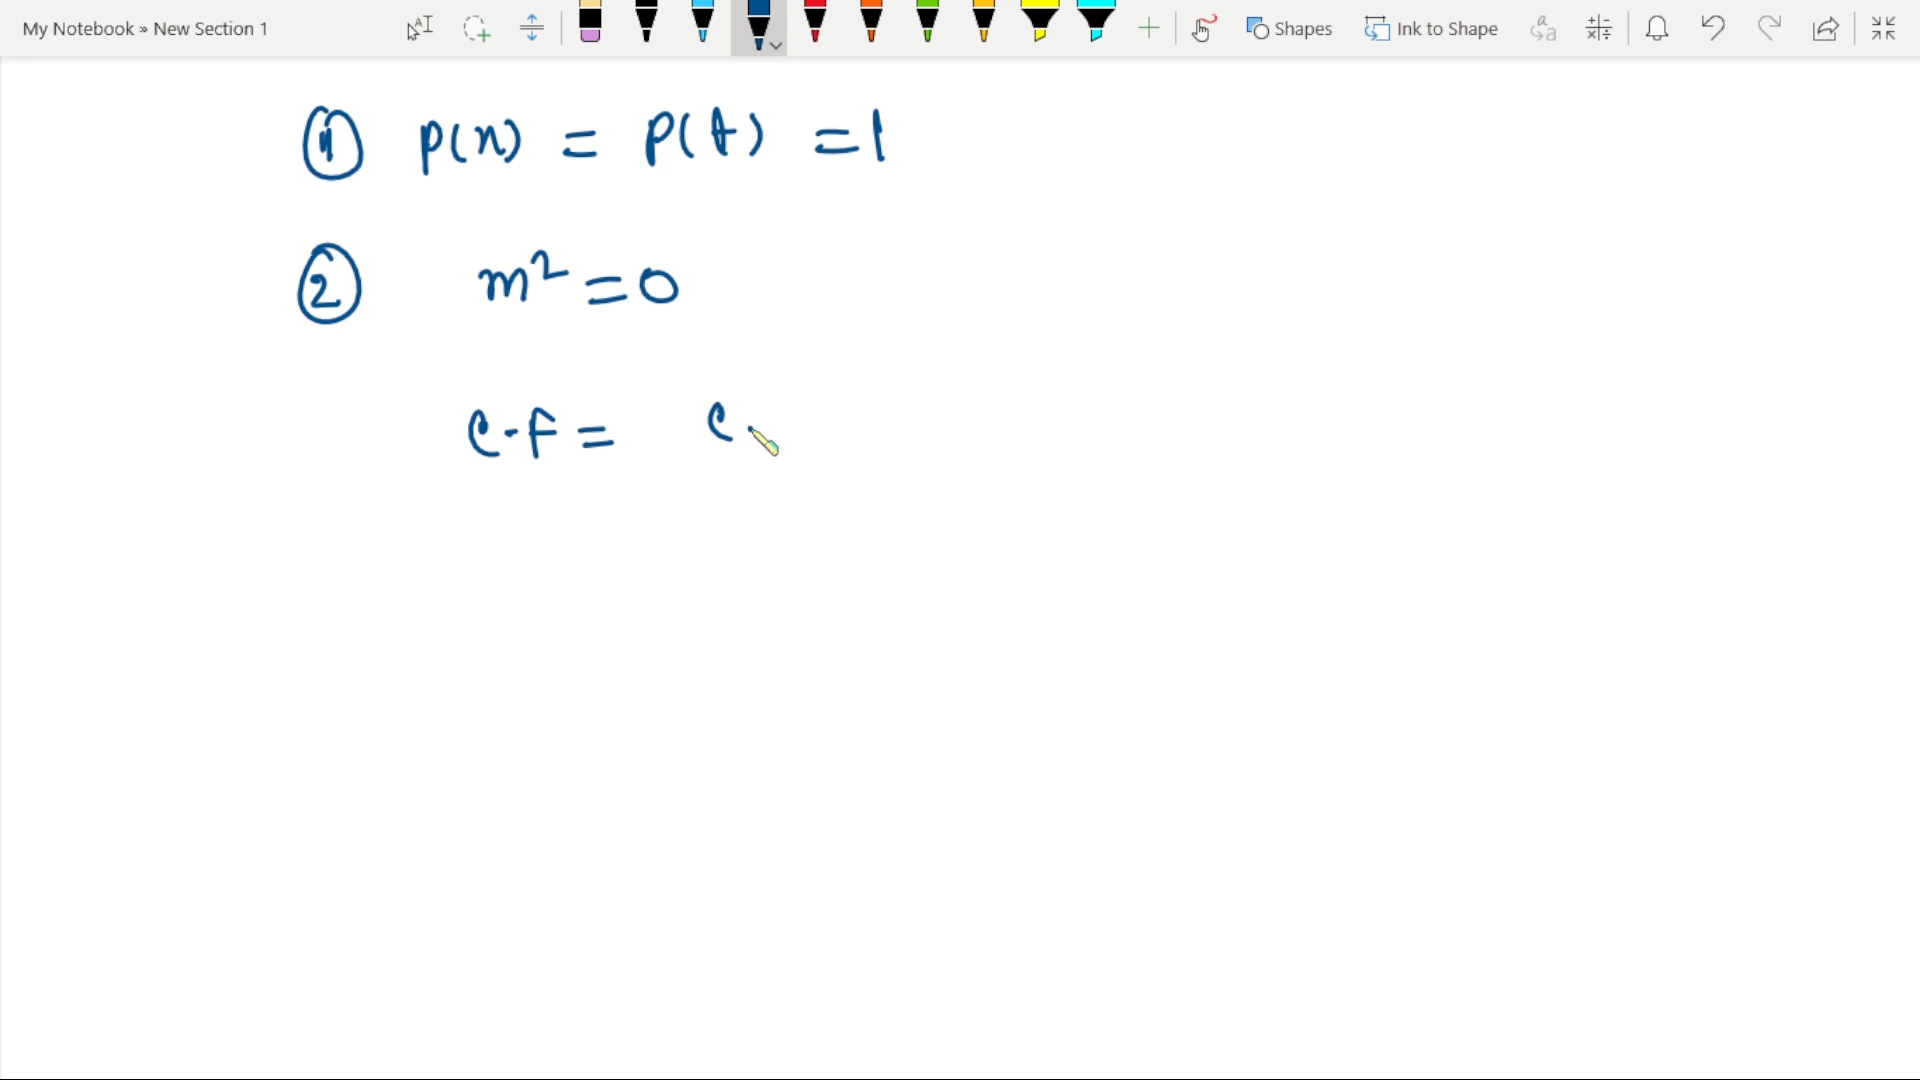 My Notebook » New Section 1 Shapes Ink to Shape
① p(x) = p(t) = 1
② m² = 0
C.F = C